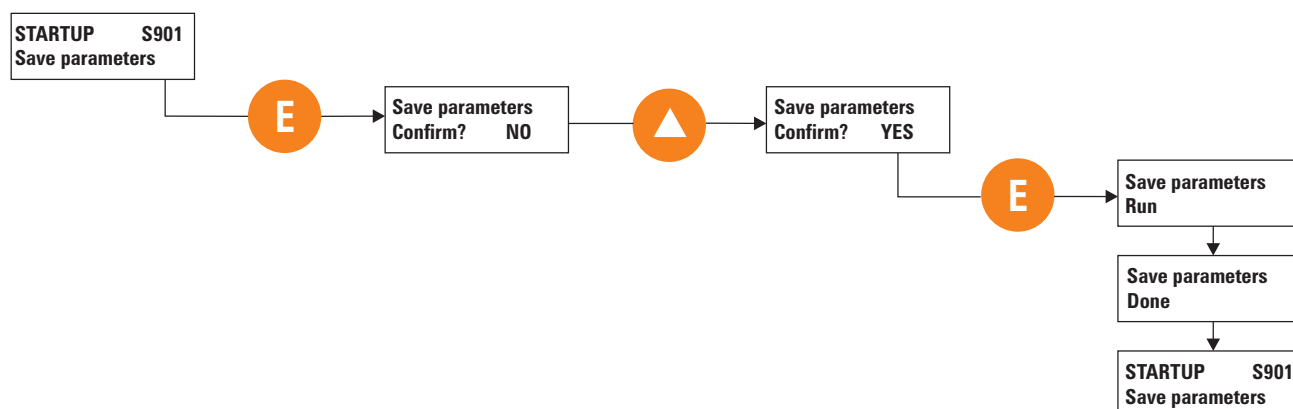 STARTUP S901
Save parameters
E
Save parameters
Confirm? NO
Save parameters
Confirm? YES
E
Save parameters
Run
Save parameters
Done
STARTUP S901
Save parameters